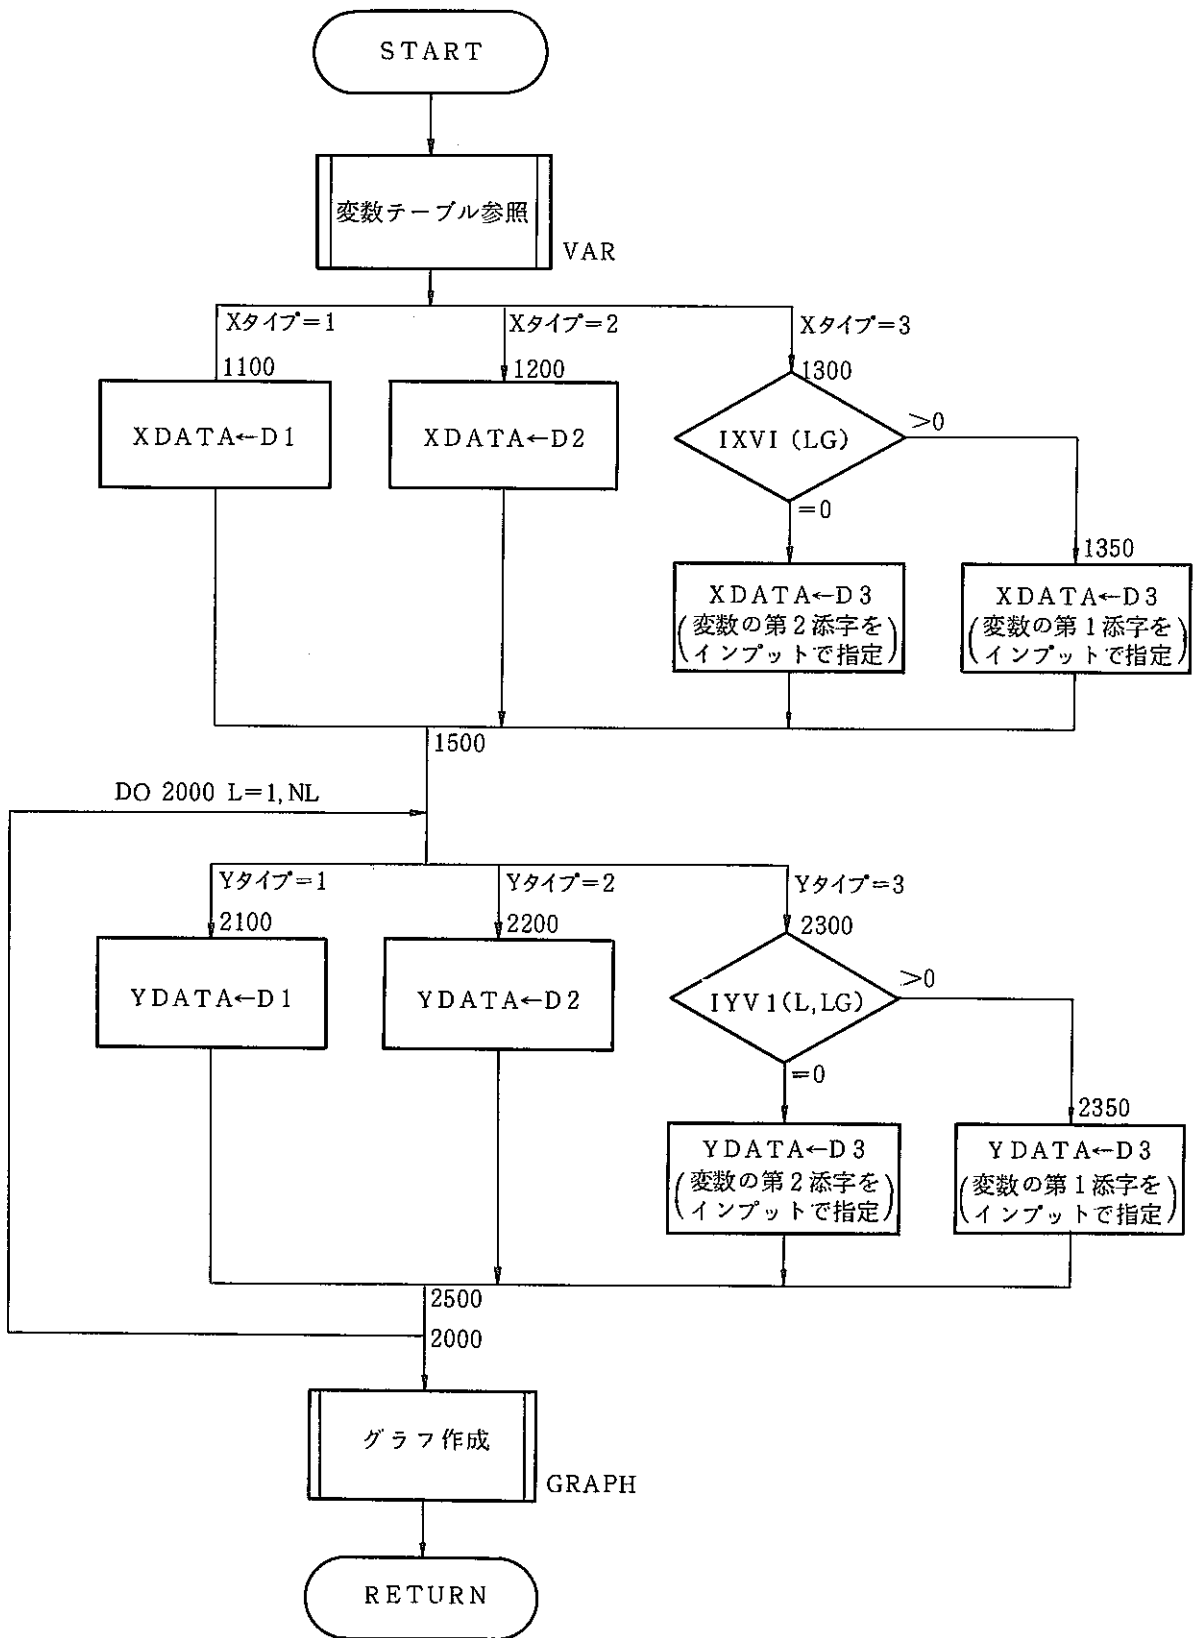 START
変数テーブル参照
VAR
Xタイプ=1
Xタイプ=2
Xタイプ=3
1100
1200
1300
XDATA←D1
XDATA←D2
IXVI (LG)
>0
=0
1350
XDATA←D3
(変数の第2添字を
インプットで指定)
XDATA←D3
(変数の第1添字を
インプットで指定)
1500
DO 2000 L=1,NL
Yタイプ=1
Yタイプ=2
Yタイプ=3
2100
2200
2300
YDATA←D1
YDATA←D2
IYV1(L,LG)
>0
=0
2350
YDATA←D3
(変数の第2添字を
インプットで指定)
YDATA←D3
(変数の第1添字を
インプットで指定)
2500
2000
グラフ作成
GRAPH
RETURN